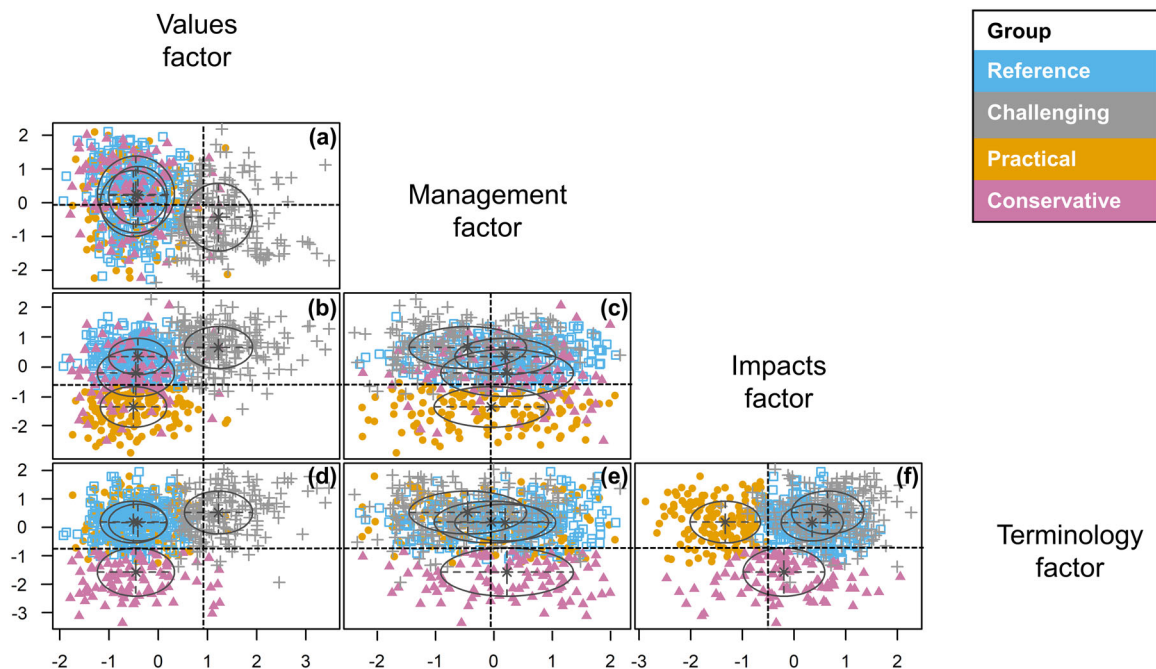 Values
factor
Group
Reference
Challenging
Practical
Conservative
2
1
0
-1
-2
(a)
Management
factor
2
1
0
-1
-2
(b)
(c)
Impacts
factor
2
1
0
-1
-2
-3
(d)
(e)
(f)
Terminology
factor
-2 -1 0 1 2 3
-2 -1 0 1 2
-3 -2 -1 0 1 2